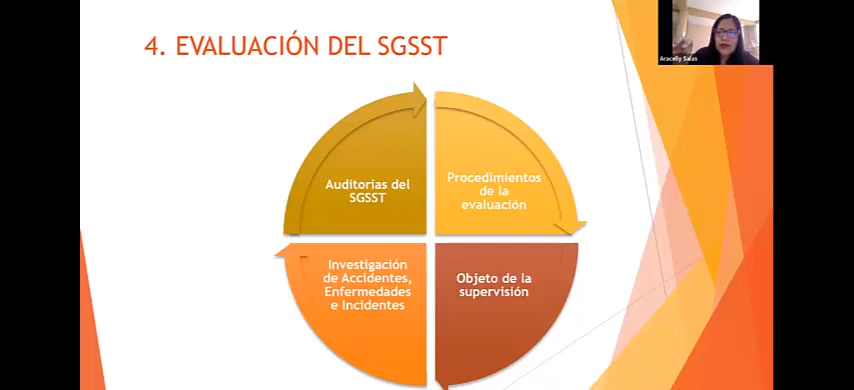 4. EVALUACIÓN DEL SGSST
Aracelly Salas
Auditorias del
SGSST
Procedimientos
de la
evaluación
Investigación
de Accidentes,
Enfermedades
e Incidentes
Objeto de la
supervisión